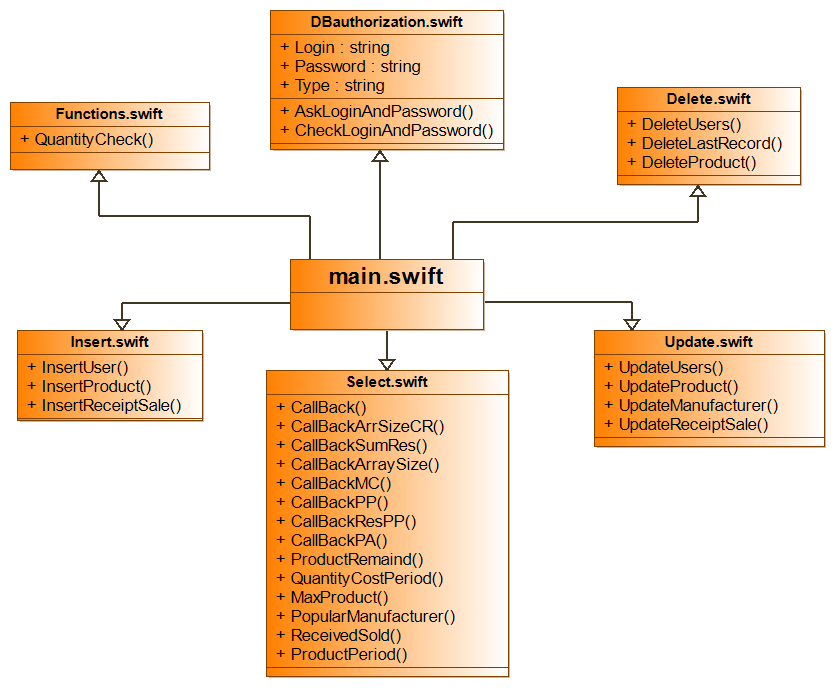 DBauthorization.swift
+ Login : string
+ Password : string
+ Type : string
+ AskLoginAndPassword()
+ CheckLoginAndPassword()
Functions.swift
+ QuantityCheck()
Delete.swift
+ DeleteUsers()
+ DeleteLastRecord()
+ DeleteProduct()
main.swift
Insert.swift
+ InsertUser()
+ InsertProduct()
+ InsertReceiptSale()
Select.swift
+ CallBack()
+ CallBackArrSizeCR()
+ CallBackSumRes()
+ CallBackArraySize()
+ CallBackMC()
+ CallBackPP()
+ CallBackResPP()
+ CallBackPA()
+ ProductRemaind()
+ QuantityCostPeriod()
+ MaxProduct()
+ PopularManufacturer()
+ ReceivedSold()
+ ProductPeriod()
Update.swift
+ UpdateUsers()
+ UpdateProduct()
+ UpdateManufacturer()
+ UpdateReceiptSale()